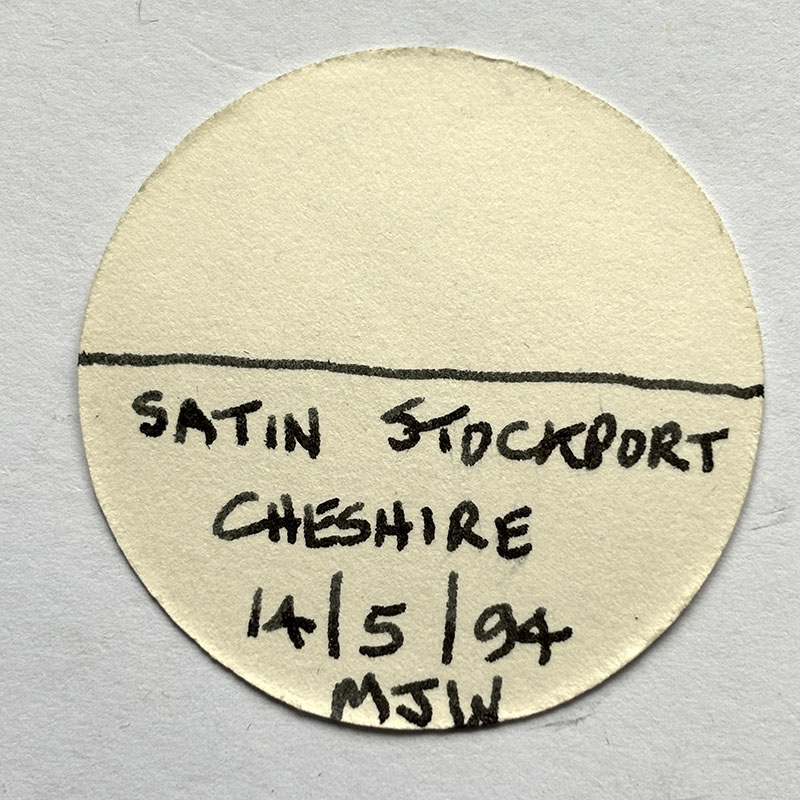 SATIN STOCKPORT
CHESHIRE
14/5/94
MJW